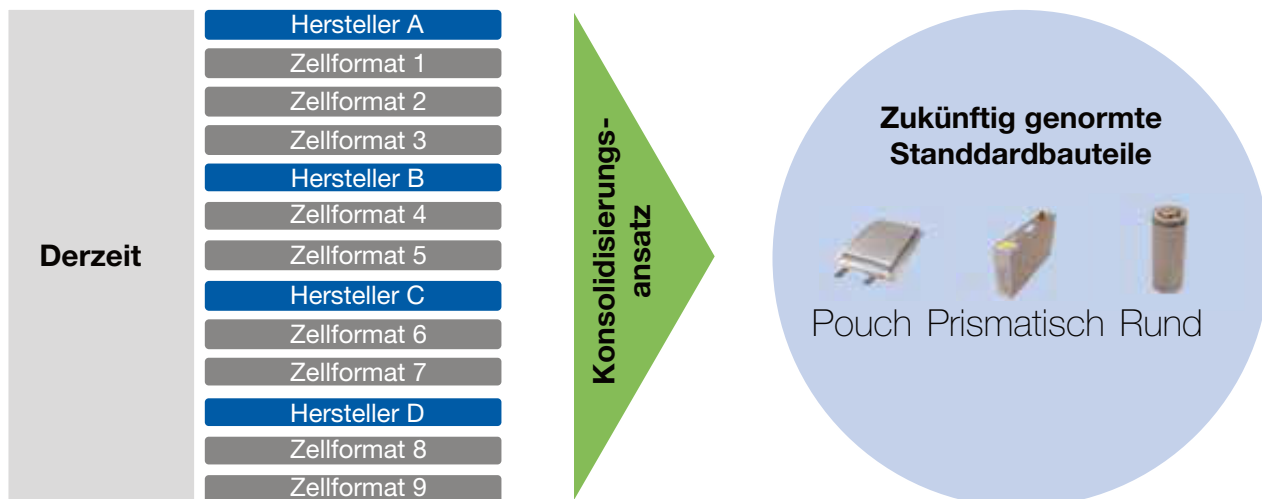 Derzeit
Hersteller A
Zellformat 1
Zellformat 2
Zellformat 3
Hersteller B
Zellformat 4
Zellformat 5
Hersteller C
Zellformat 6
Zellformat 7
Hersteller D
Zellformat 8
Zellformat 9
Konsolidisierungs-
ansatz
Zukünftig genormte
Standdardbauteile
Pouch Prismatisch Rund